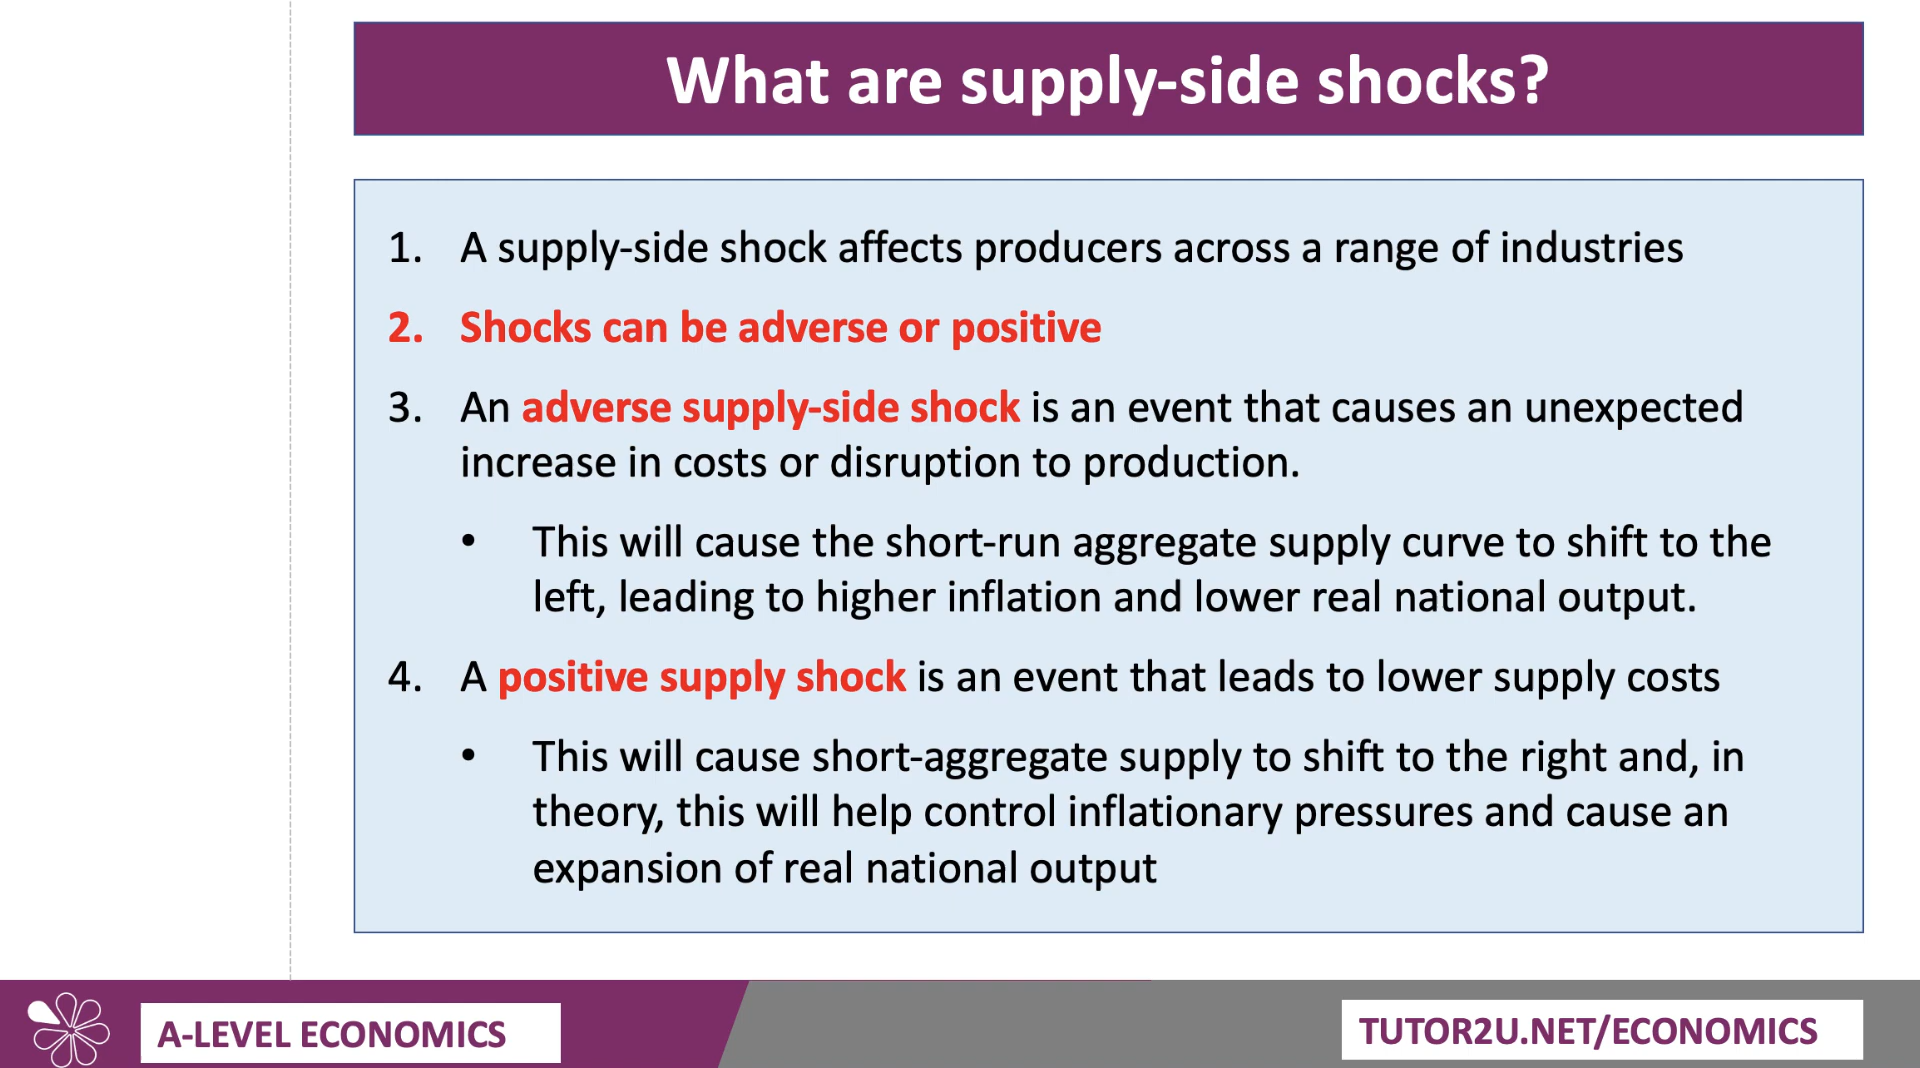 What are supply-side shocks?
1. A supply-side shock affects producers across a range of industries
2. Shocks can be adverse or positive
3. An adverse supply-side shock is an event that causes an unexpected
increase in costs or disruption to production.
• This will cause the short-run aggregate supply curve to shift to the
left, leading to higher inflation and lower real national output.
4. A positive supply shock is an event that leads to lower supply costs
• This will cause short-aggregate supply to shift to the right and, in
theory, this will help control inflationary pressures and cause an
expansion of real national output
A-LEVEL ECONOMICS
TUTOR2U.NET/ECONOMICS